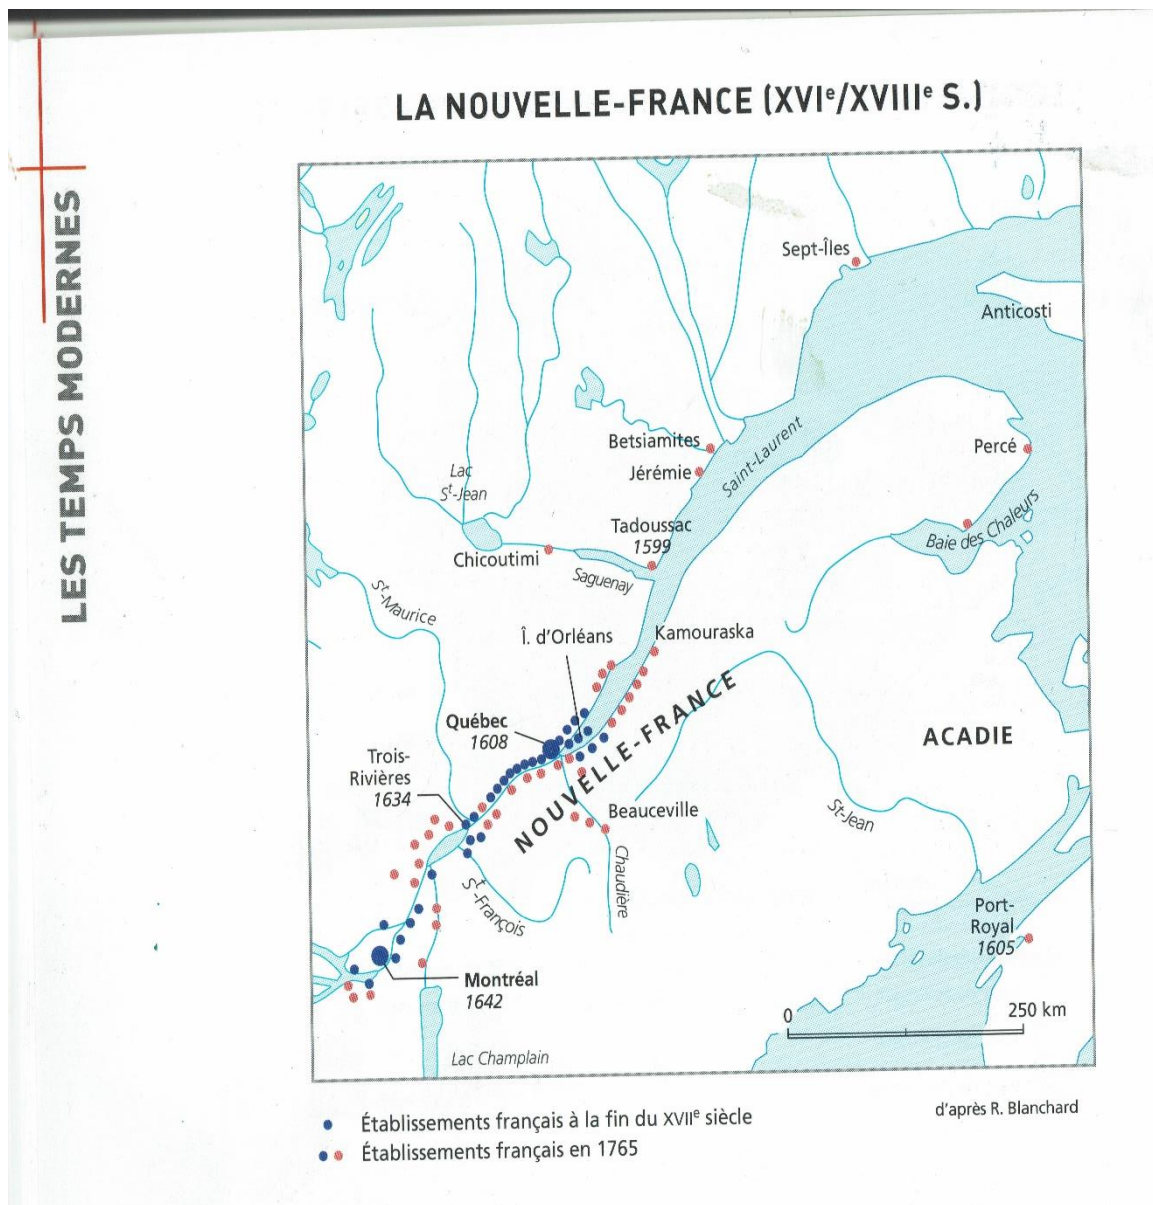 LES TEMPS MODERNES
LA NOUVELLE-FRANCE (XVIe/XVIIIe S.)
Sept-Îles
Anticosti
Betsiamites
Jérémie
Saint-Laurent
Percé
Lac
St-Jean
Tadoussac
1599
Baie des Chaleurs
Chicoutimi
Saguenay
St-Maurice
Î. d'Orléans
Kamouraska
Québec
1608
NOUVELLE-FRANCE
ACADIE
Trois-
Rivières
1634
Beauceville
St-Jean
Chaudière
St-François
Port-
Royal
1605
Montréal
1642
0
250 km
Lac Champlain
Établissements français à la fin du XVIIe siècle
d'après R. Blanchard
Établissements français en 1765